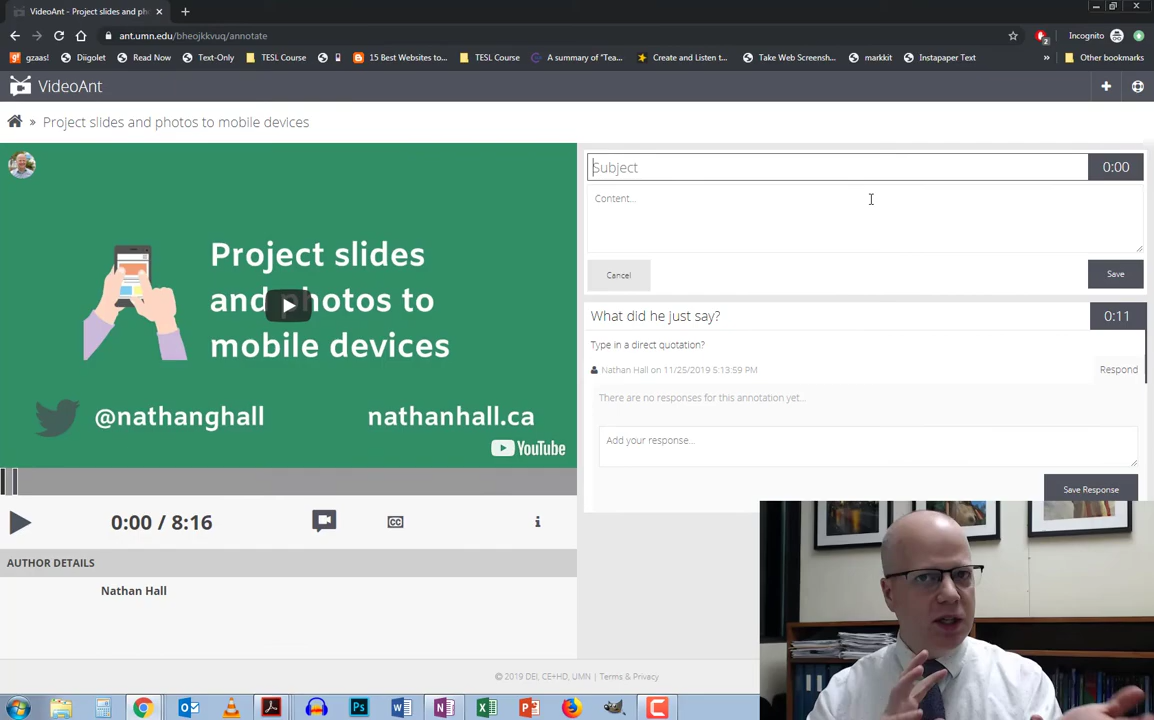 VideoAnt - Project slides and ph
ant.umn.edu/bheojkkvuq/annotate
Incognito
2
gzaas!
Diigolet
Read Now
Text-Only
TESL Course
15 Best Websites to...
TESL Course
A summary of "Tea...
Create and Listen t...
Take Web Screensh...
markkit
Instapaper Text
»
Other bookmarks
VideoAnt
» Project slides and photos to mobile devices
Project slides
and photos to
mobile devices
@nathanghall
nathanhall.ca
YouTube
0:00 / 8:16
CC
i
AUTHOR DETAILS
Nathan Hall
Subject
0:00
Content...
Cancel
Save
What did he just say?
0:11
Type in a direct quotation?
Nathan Hall on 11/25/2019 5:13:59 PM
Respond
There are no responses for this annotation yet...
Add your response...
Save Response
© 2019 DEI, CE+HD, UMN | Terms & Privacy